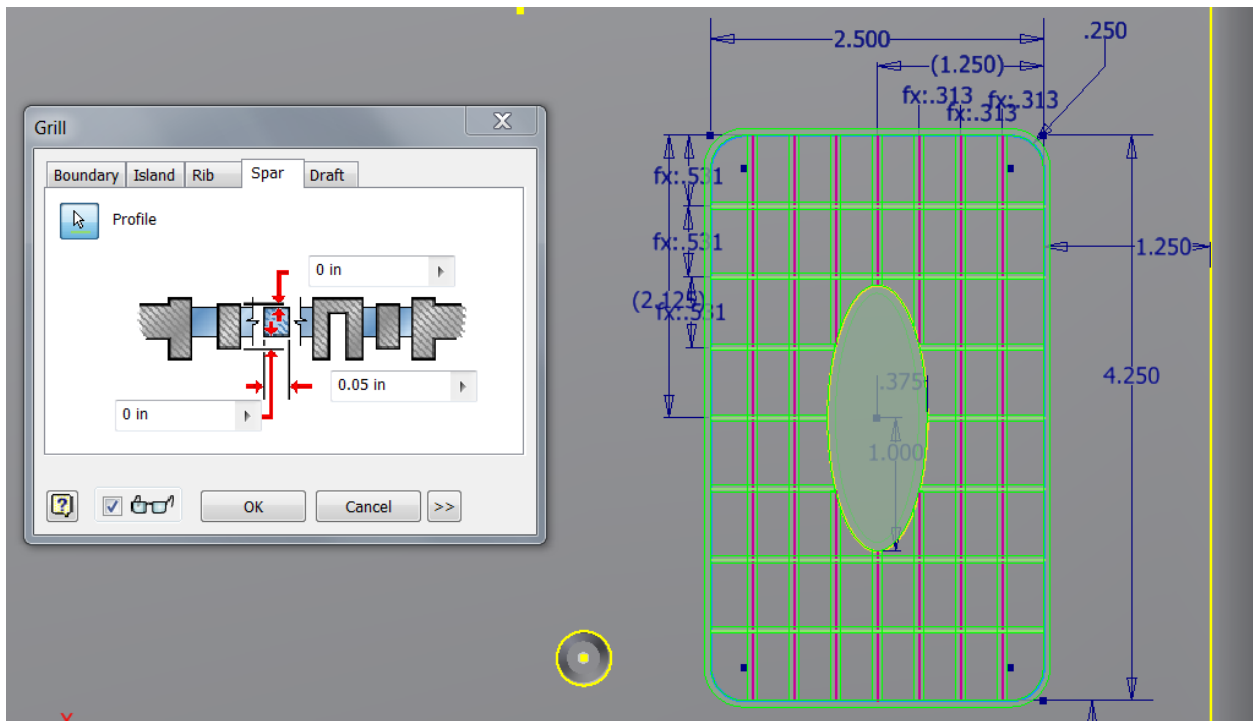 Grill
X
Boundary Island Rib Spar Draft
Profile
0 in
0.05 in
0 in
?
OK
Cancel
>>
2.500
.250
(1.250)
fx:.313
fx:.313
fx:.313
fx:.531
fx:.531
(2.125)
fx:.531
1.250
4.250
.375
1.000
X